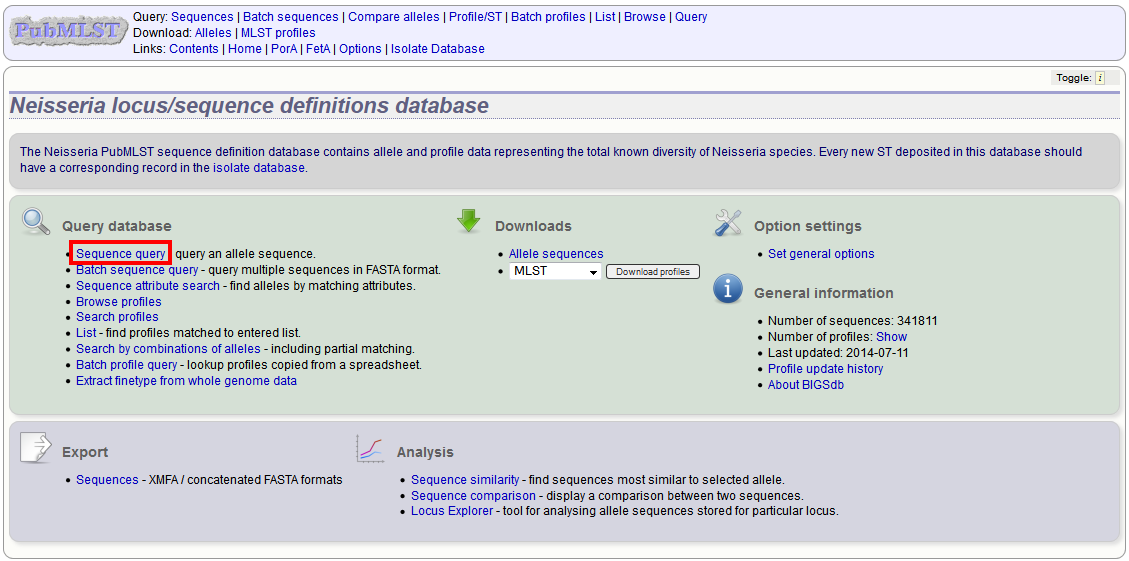 PubMLST
Query: Sequences | Batch sequences | Compare alleles | Profile/ST | Batch profiles | List | Browse | Query
Download: Alleles | MLST profiles
Links: Contents | Home | PorA | FetA | Options | Isolate Database
Toggle: i
Neisseria locus/sequence definitions database
The Neisseria PubMLST sequence definition database contains allele and profile data representing the total known diversity of Neisseria species. Every new ST deposited in this database should
have a corresponding record in the isolate database.
Query database
Sequence query query an allele sequence.
Batch sequence query - query multiple sequences in FASTA format.
Sequence attribute search - find alleles by matching attributes.
Browse profiles
Search profiles
List - find profiles matched to entered list.
Search by combinations of alleles - including partial matching.
Batch profile query - lookup profiles copied from a spreadsheet.
Extract finetype from whole genome data
Downloads
Allele sequences
MLST Download profiles
Option settings
Set general options
General information
Number of sequences: 341811
Number of profiles: Show
Last updated: 2014-07-11
Profile update history
About BIGSdb
Export
Sequences - XMFA / concatenated FASTA formats
Analysis
Sequence similarity - find sequences most similar to selected allele.
Sequence comparison - display a comparison between two sequences.
Locus Explorer - tool for analysing allele sequences stored for particular locus.